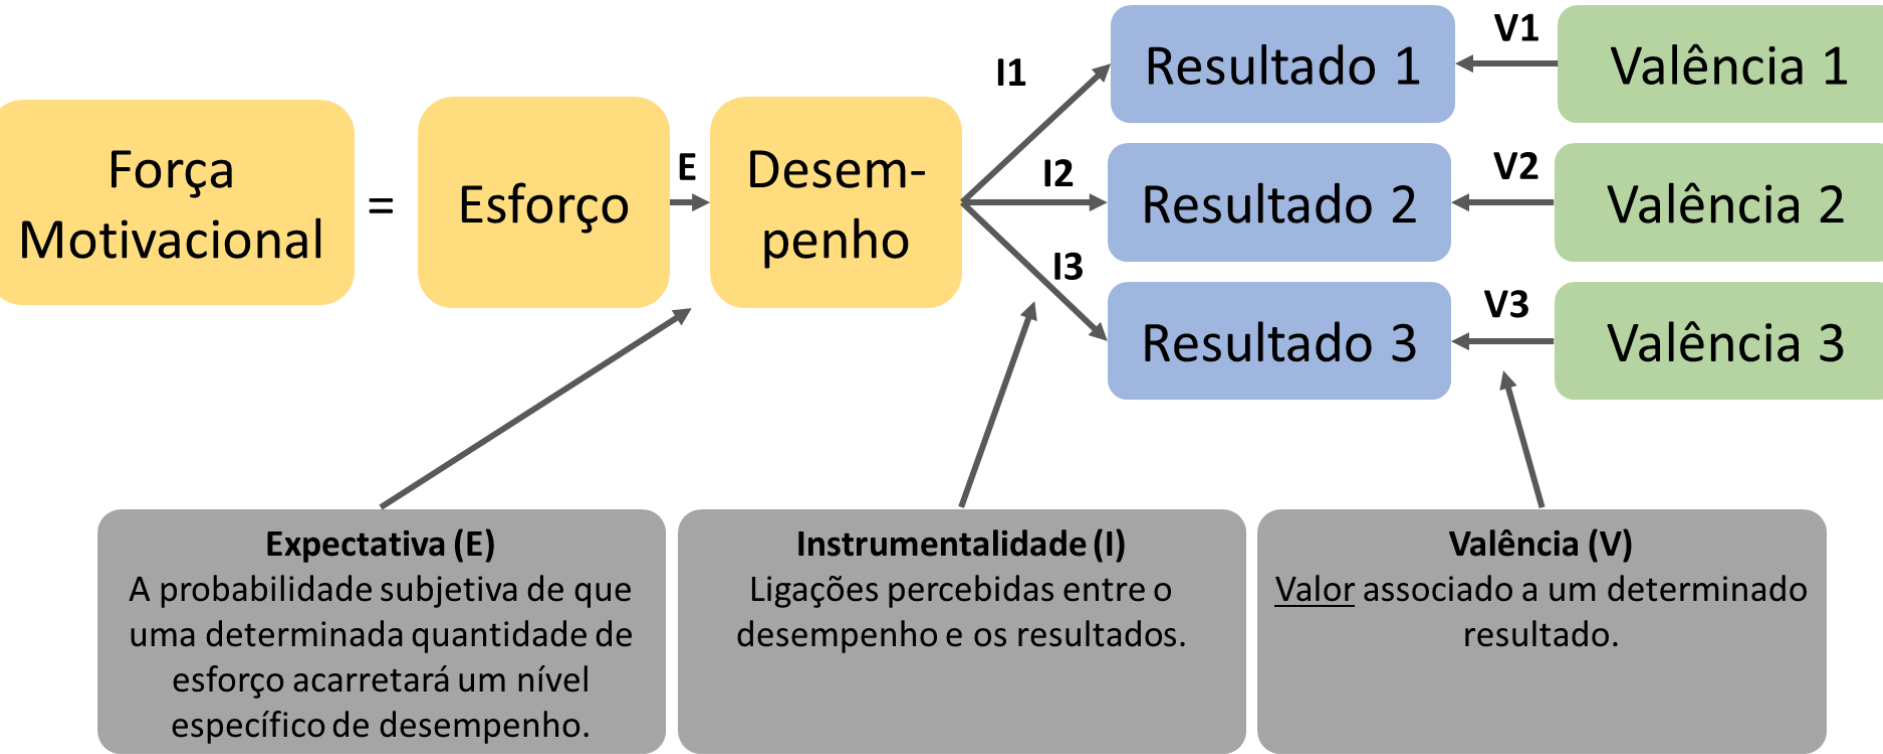 Força
Motivacional
=
Esforço
E
Desem-
penho
I1
I2
I3
Resultado 1
Resultado 2
Resultado 3
V1
V2
V3
Valência 1
Valência 2
Valência 3
Expectativa (E)
A probabilidade subjetiva de que
uma determinada quantidade de
esforço acarretará um nível
específico de desempenho.
Instrumentalidade (I)
Ligações percebidas entre o
desempenho e os resultados.
Valência (V)
Valor associado a um determinado
resultado.